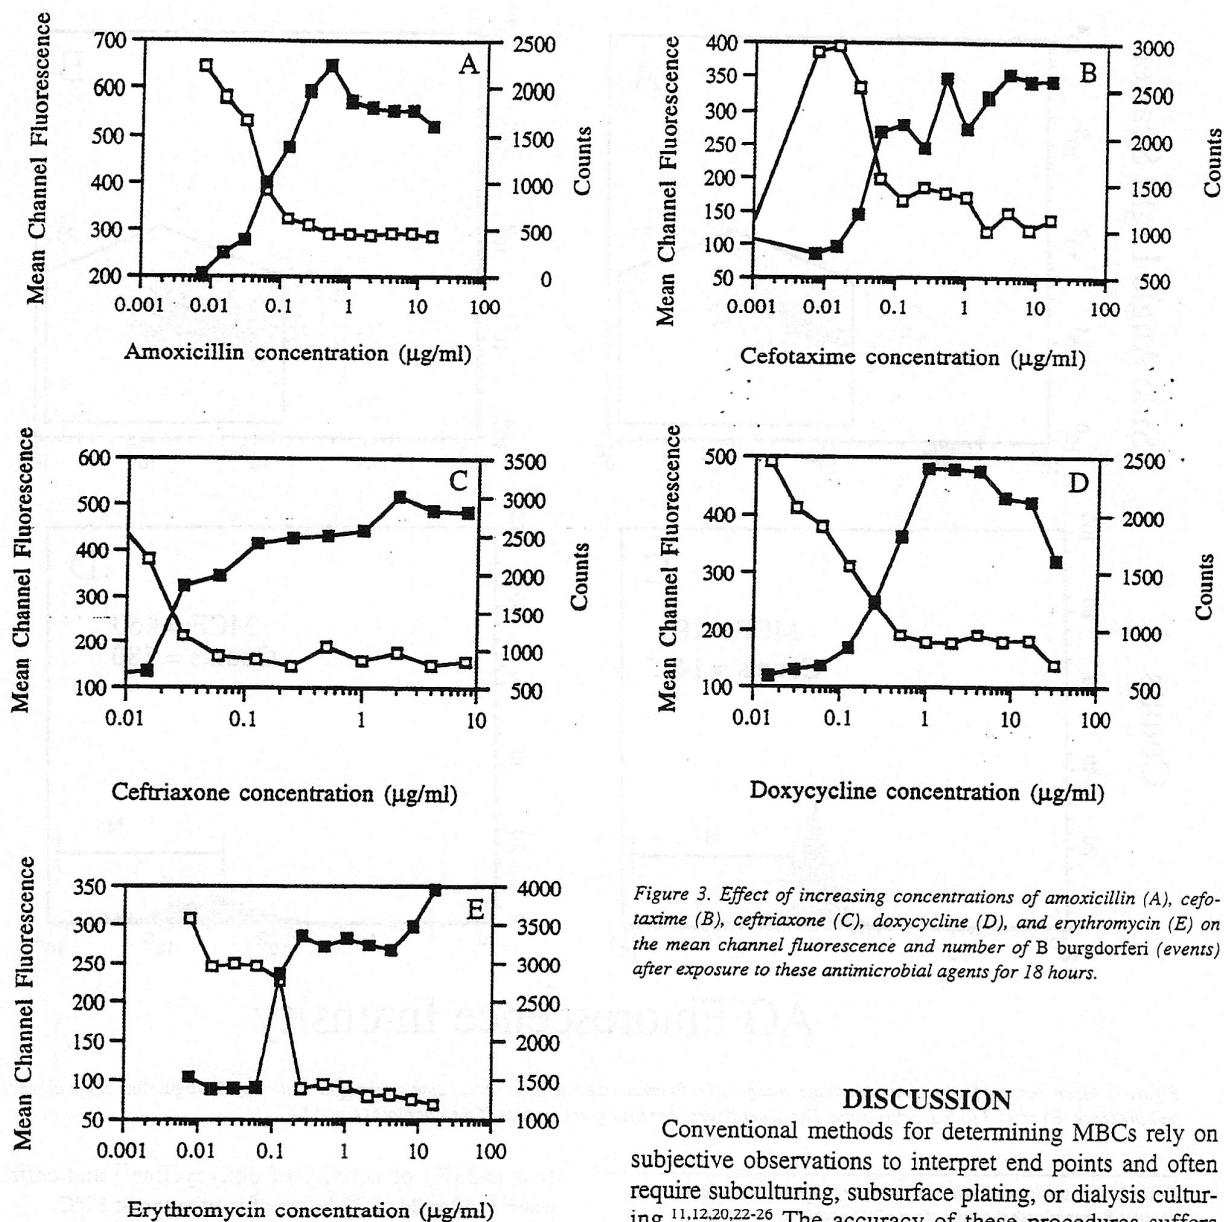 700
600
500
400
300
200
2500
2000
1500
1000
500
0
A
Mean Channel Fluorescence
Counts
0.001 0.01 0.1 1 10 100
Amoxicillin concentration (µg/ml)
400
350
300
250
200
150
100
50
3000
2500
2000
1500
1000
500
B
Mean Channel Fluorescence
Counts
0.001 0.01 0.1 1 10 100
Cefotaxime concentration (µg/ml)
600
500
400
300
200
100
3500
3000
2500
2000
1500
1000
500
C
Mean Channel Fluorescence
Counts
0.01 0.1 1 10
Ceftriaxone concentration (µg/ml)
500
400
300
200
100
2500
2000
1500
1000
500
D
Mean Channel Fluorescence
Counts
0.01 0.1 1 10 100
Doxycycline concentration (µg/ml)
350
300
250
200
150
100
50
4000
3500
3000
2500
2000
1500
1000
E
Mean Channel Fluorescence
0.001 0.01 0.1 1 10 100
Erythromycin concentration (µg/ml)
Figure 3. Effect of increasing concentrations of amoxicillin (A), cefo-
taxime (B), ceftriaxone (C), doxycycline (D), and erythromycin (E) on
the mean channel fluorescence and number of B burgdorferi (events)
after exposure to these antimicrobial agents for 18 hours.
DISCUSSION
Conventional methods for determining MBCs rely on
subjective observations to interpret end points and often
require subculturing, subsurface plating, or dialysis cultur-
ing.11,12,20,22-26 The accuracy of these procedures suffers